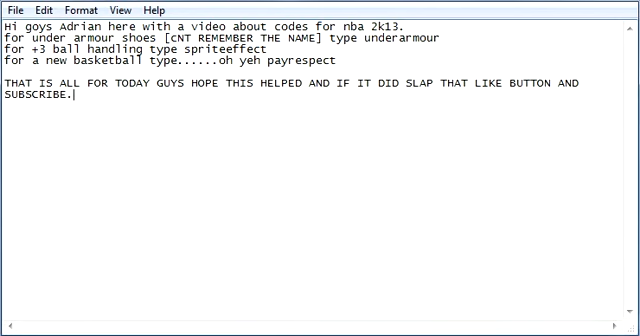 File Edit Format View Help
Hi goys Adrian here with a video about codes for nba 2k13.
for under armour shoes [CNT REMEMBER THE NAME] type underarmour
for +3 ball handling type spriteeffect
for a new basketball type......oh yeh payrespect
THAT IS ALL FOR TODAY GUYS HOPE THIS HELPED AND IF IT DID SLAP THAT LIKE BUTTON AND
SUBSCRIBE.